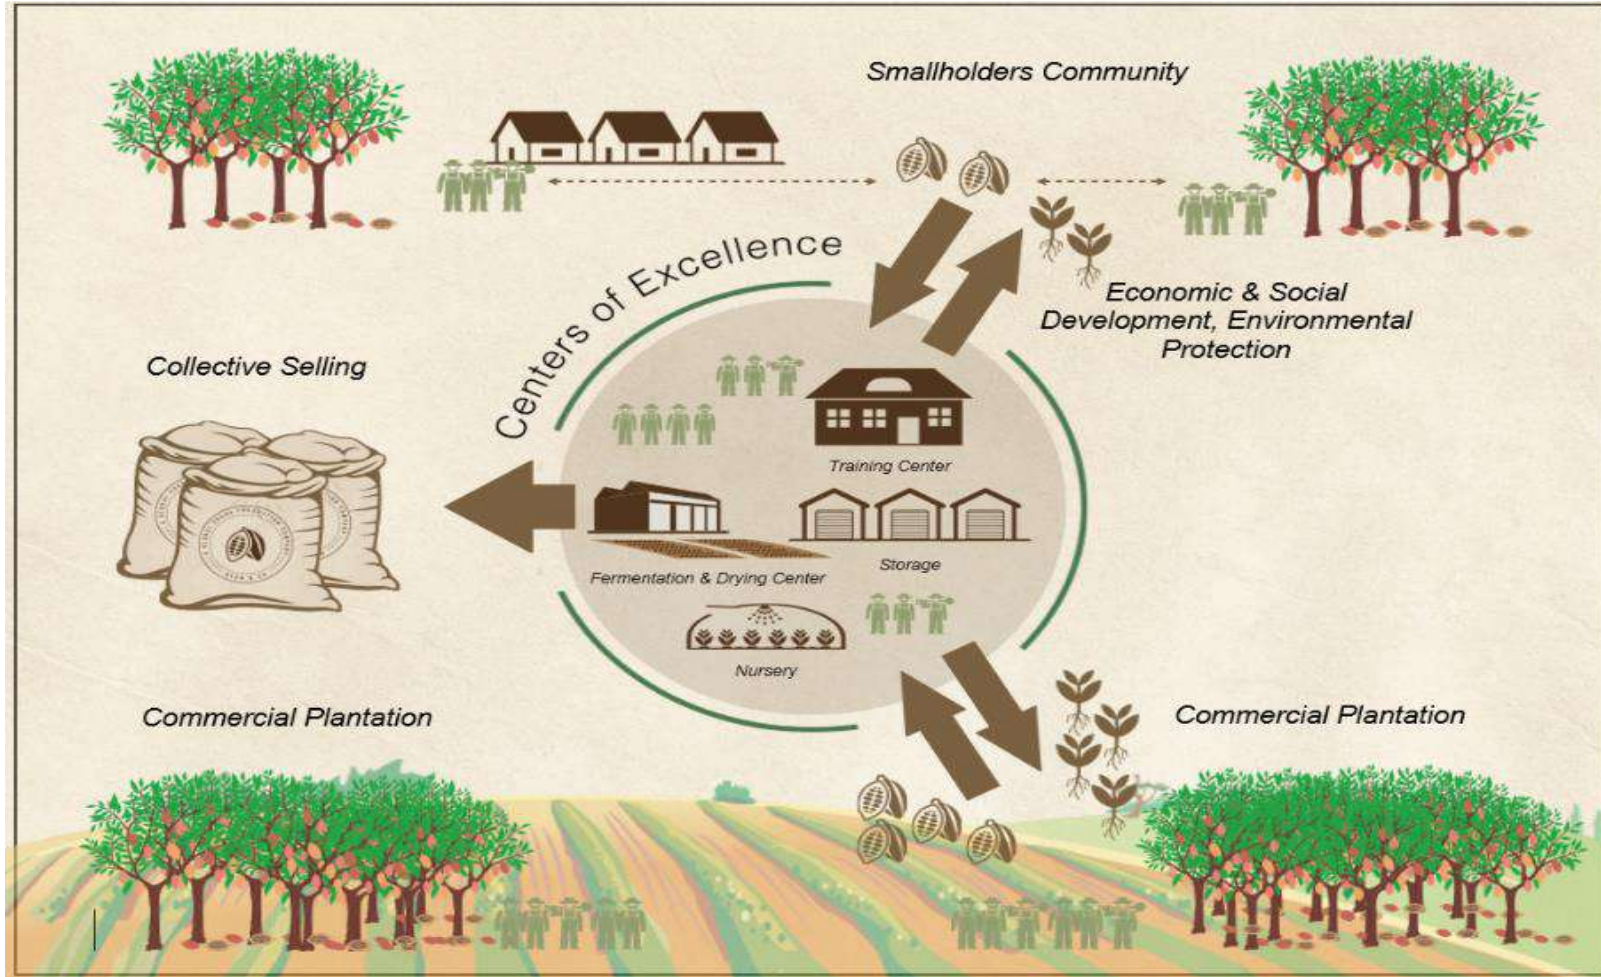 Smallholders Community
Centers of Excellence
Economic & Social
Development, Environmental
Protection
Collective Selling
Training Center
Storage
Fermentation & Drying Center
Nursery
Commercial Plantation
Commercial Plantation